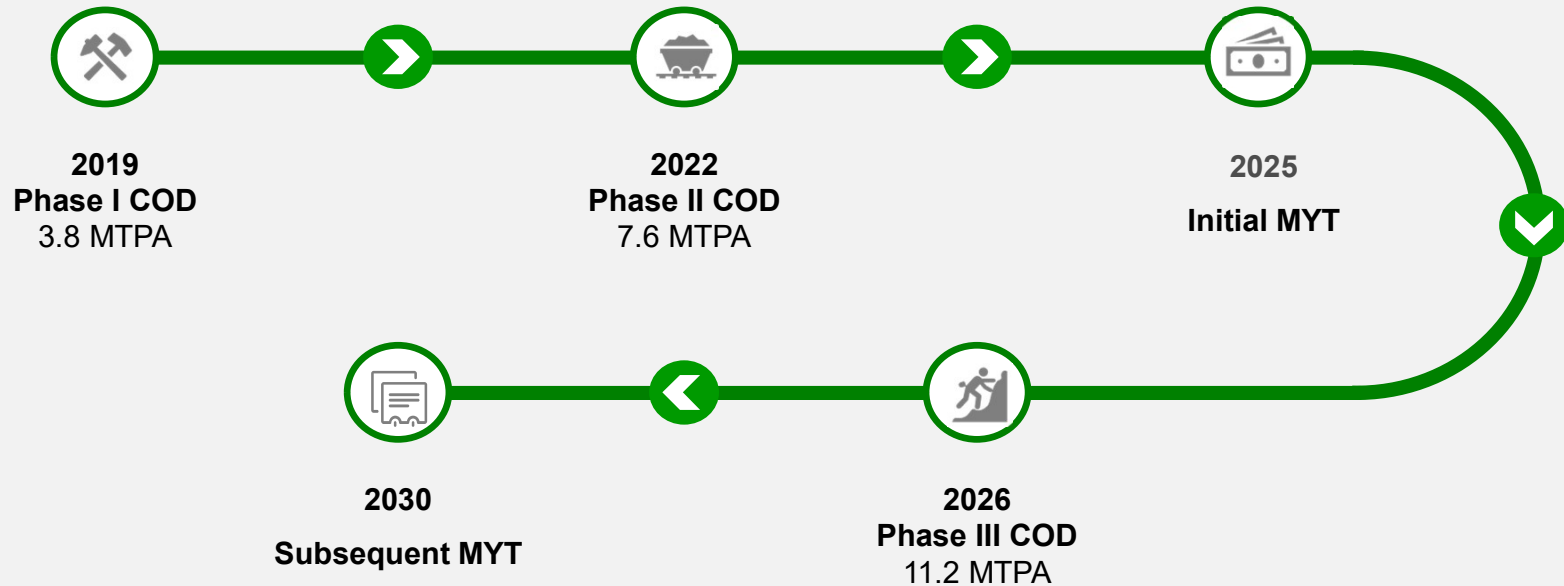 2019
Phase I COD
3.8 MTPA
2022
Phase II COD
7.6 MTPA
2025
Initial MYT
2026
Phase III COD
11.2 MTPA
2030
Subsequent MYT